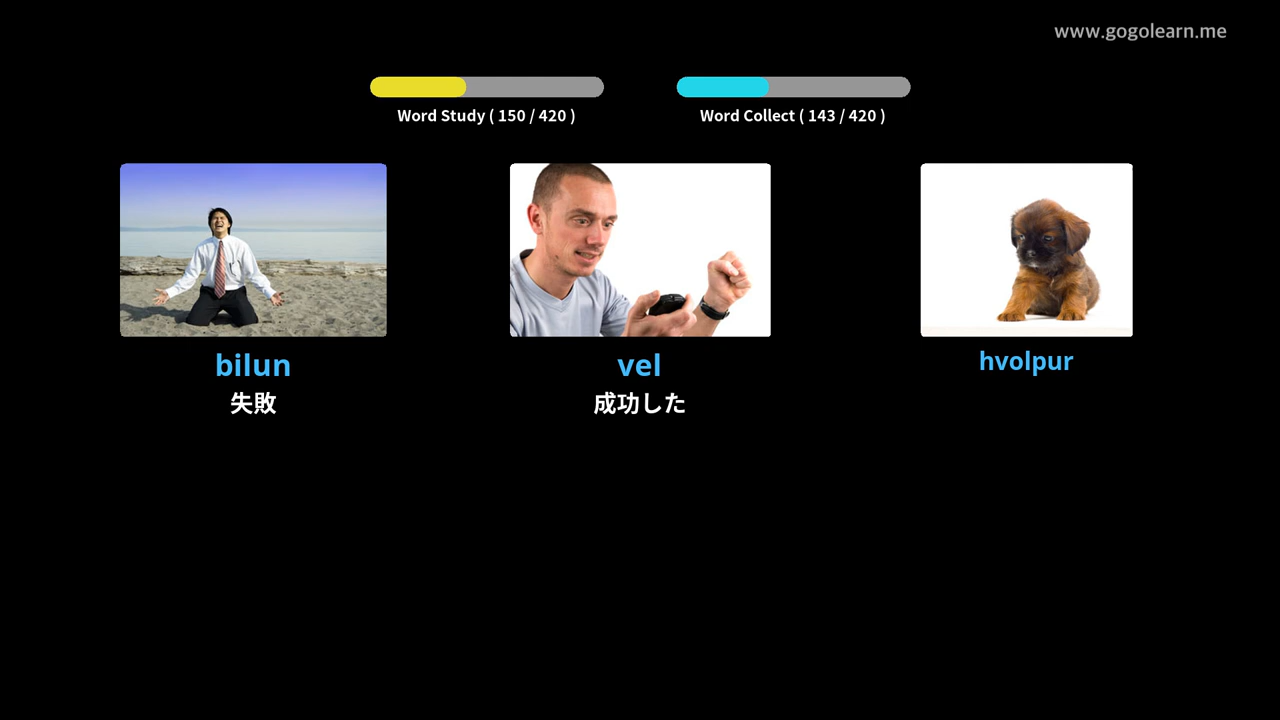 www.gogolearn.me
Word Study ( 150 / 420 )
Word Collect ( 143 / 420 )
bilun
失敗
vel
成功した
hvolpur